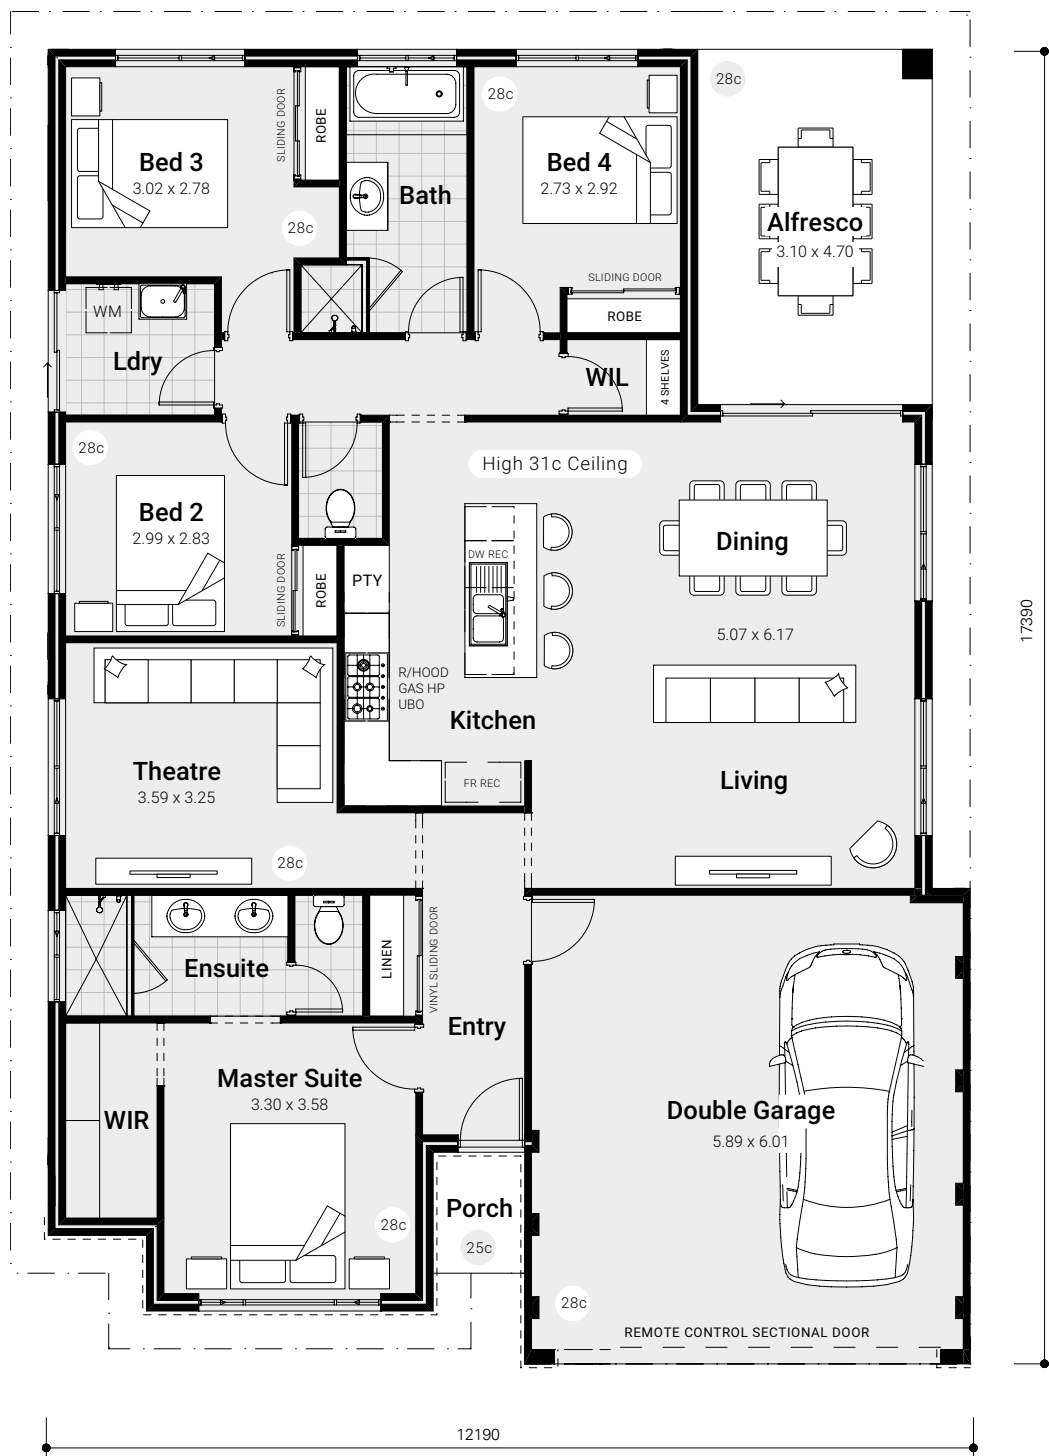 28c
SLIDING DOOR
ROBE
28c
Bed 3
3.02 x 2.78
Bed 4
2.73 x 2.92
Bath
Alfresco
3.10 x 4.70
28c
SLIDING DOOR
WM
ROBE
Ldry
WIL
4 SHELVES
28c
High 31c Ceiling
Bed 2
2.99 x 2.83
Dining
DW REC
SLIDING DOOR
ROBE
PTY
5.07 x 6.17
17390
R/HOOD
GAS HP
UBO
Kitchen
Theatre
3.59 x 3.25
FR REC
Living
28c
LINEN
VINYL SLIDING DOOR
Ensuite
Entry
Master Suite
3.30 x 3.58
WIR
Double Garage
5.89 x 6.01
Porch
28c
25c
28c
REMOTE CONTROL SECTIONAL DOOR
12190